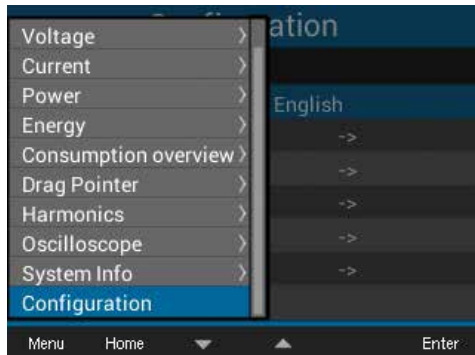 ation
Voltage >
Current >
Power >
English
Energy >
->
Consumption overview >
->
Drag Pointer >
->
Harmonics >
->
Oscilloscope >
System Info >
->
Configuration
Menu Home Enter